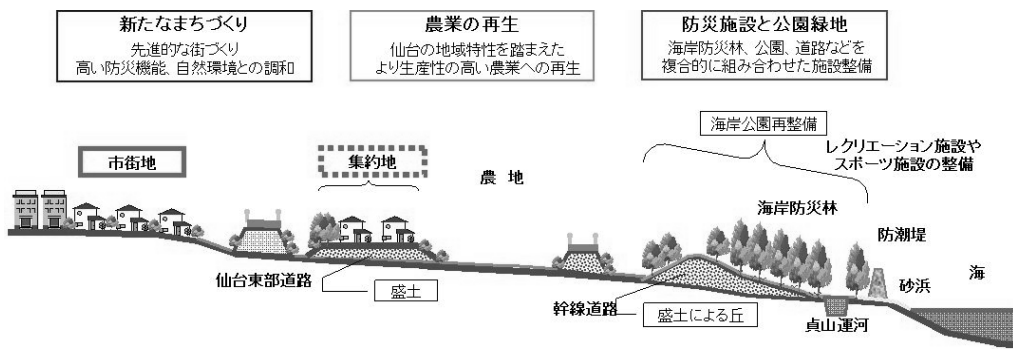 新たなまちづくり
先進的な街づくり
高い防災機能、自然環境との調和
農業の再生
仙台の地域特性を踏まえた
より生産性の高い農業への再生
防災施設と公園緑地
海岸防災林、公園、道路などを
複合的に組み合わせた施設整備
海岸公園再整備
レクリエーション施設や
スポーツ施設の整備
市街地
集約地
農 地
海岸防災林
防潮堤
仙台東部道路
盛土
幹線道路
盛土による丘
貞山運河
砂浜
海